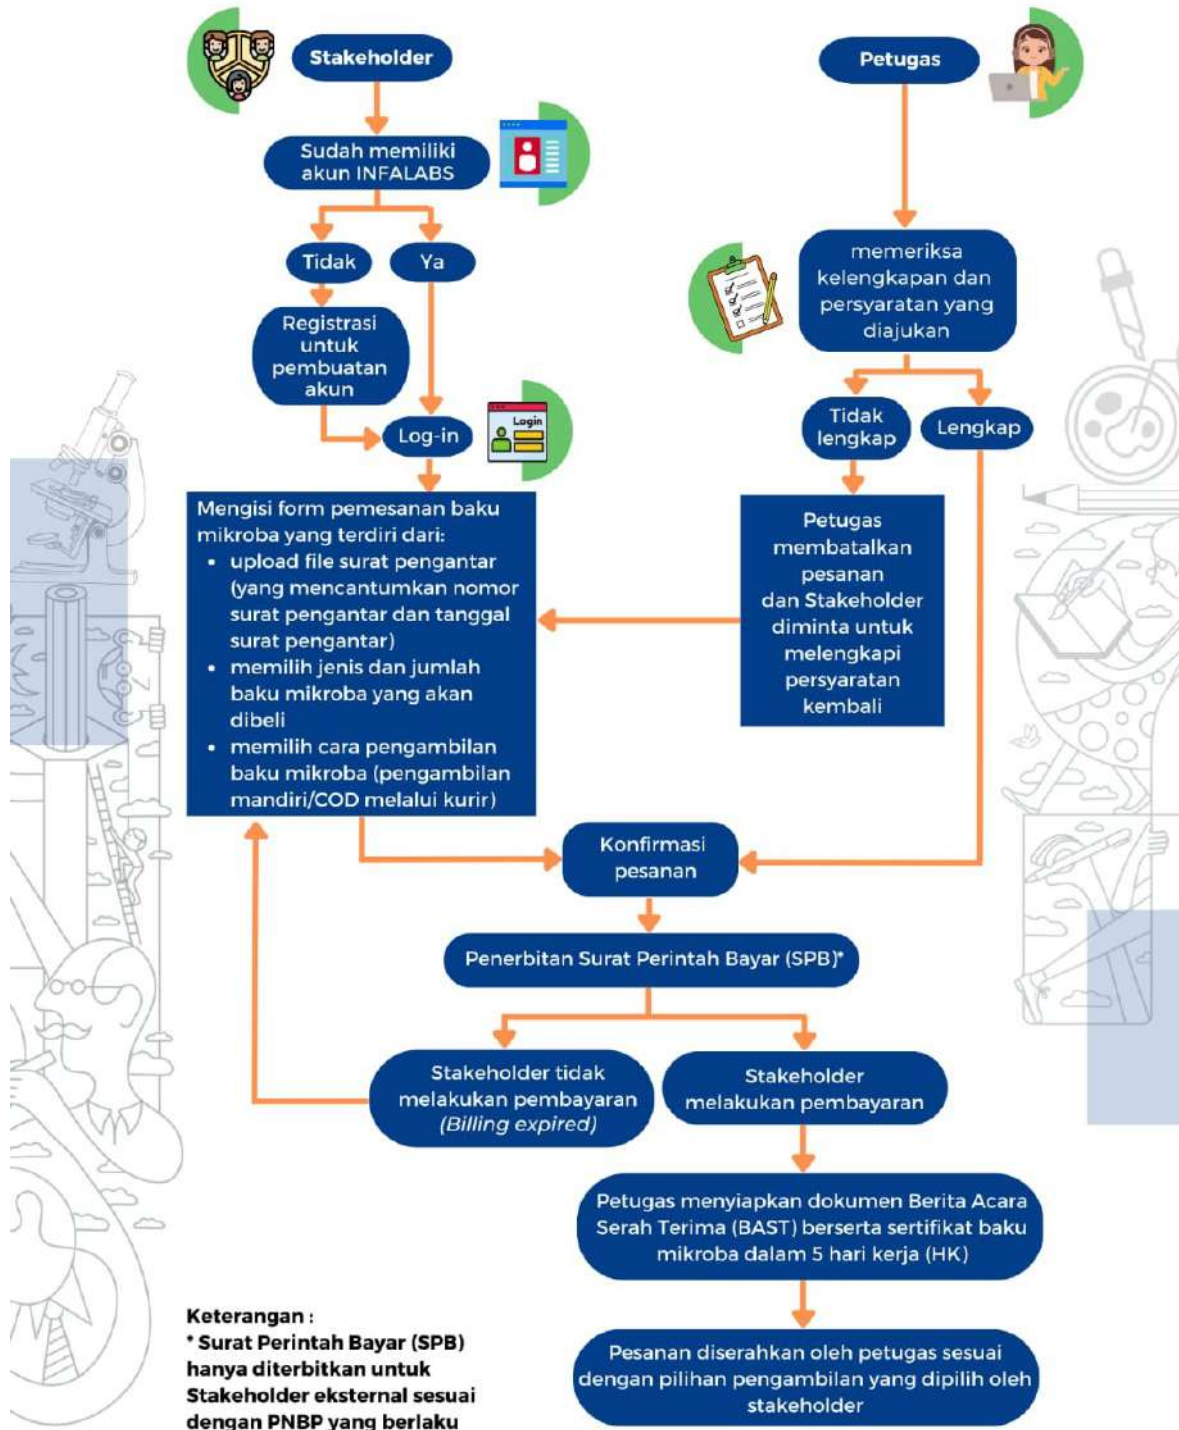 Stakeholder
Sudah memiliki
akun INFALABS
Tidak
Ya
Registrasi
untuk
pembuatan
akun
Log-in
Login
Mengisi form pemesanan baku
mikroba yang terdiri dari:
• upload file surat pengantar
(yang mencantumkan nomor
surat pengantar dan tanggal
surat pengantar)
• memilih jenis dan jumlah
baku mikroba yang akan
dibeli
• memilih cara pengambilan
baku mikroba (pengambilan
mandiri/COD melalui kurir)
Petugas
memeriksa
kelengkapan dan
persyaratan yang
diajukan
Tidak
lengkap
Lengkap
Petugas
membatalkan
pesanan
dan Stakeholder
diminta untuk
melengkapi
persyaratan
kembali
Konfirmasi
pesanan
Penerbitan Surat Perintah Bayar (SPB)*
Stakeholder tidak
melakukan pembayaran
(Billing expired)
Stakeholder
melakukan pembayaran
Petugas menyiapkan dokumen Berita Acara
Serah Terima (BAST) berserta sertifikat baku
mikroba dalam 5 hari kerja (HK)
Pesanan diserahkan oleh petugas sesuai
dengan pilihan pengambilan yang dipilih oleh
stakeholder
Keterangan :
* Surat Perintah Bayar (SPB)
hanya diterbitkan untuk
Stakeholder eksternal sesuai
dengan PNBP yang berlaku